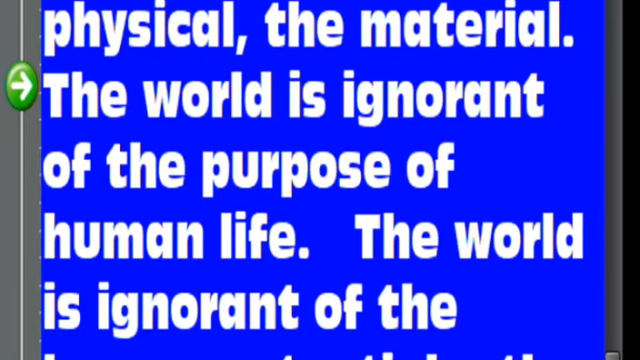 physical, the material.
The world is ignorant
of the purpose of
human life. The world
is ignorant of the